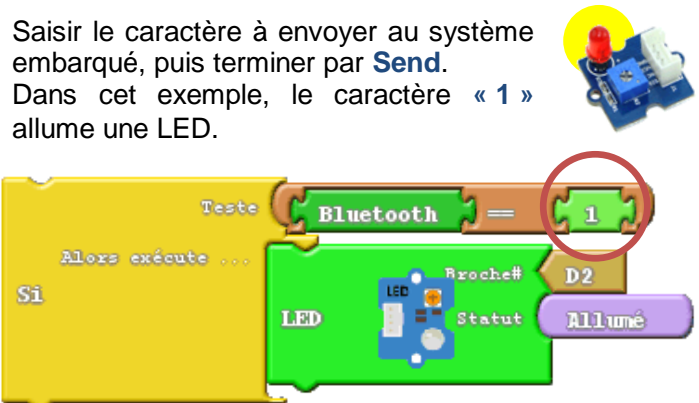 Saisir le caractère à envoyer au système
embarqué, puis terminer par Send.
Dans cet exemple, le caractère « 1 »
allume une LED.
Teste
Bluetooth == 1
Alors exécute ...
Si
LED
LED
Broche# D2
Statut Allumé